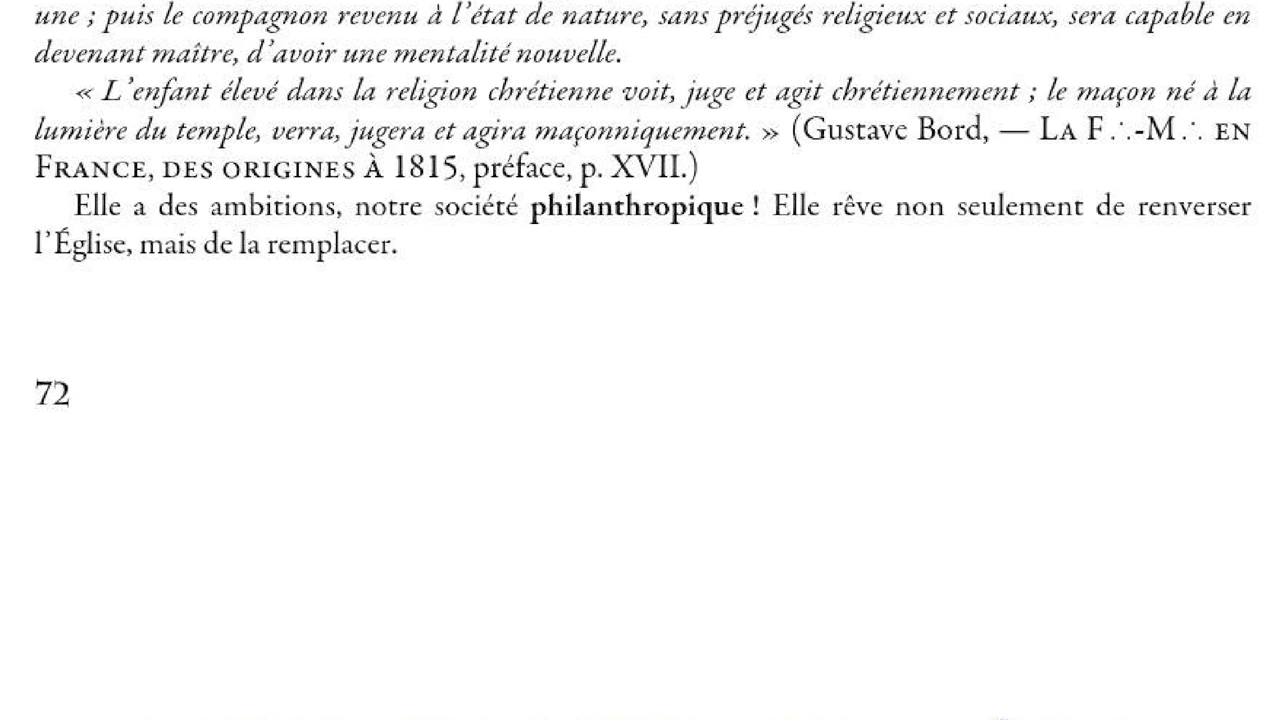 une ; puis le compagnon revenu à l'état de nature, sans préjugés religieux et sociaux, sera capable en
devenant maître, d'avoir une mentalité nouvelle.
« L'enfant élevé dans la religion chrétienne voit, juge et agit chrétiennement ; le maçon né à la
lumière du temple, verra, jugera et agira maçonniquement. » (Gustave Bord, — LA F∴-M∴ EN
FRANCE, DES ORIGINES À 1815, préface, p. XVII.)
Elle a des ambitions, notre société philanthropique ! Elle rêve non seulement de renverser
l'Église, mais de la remplacer.
72